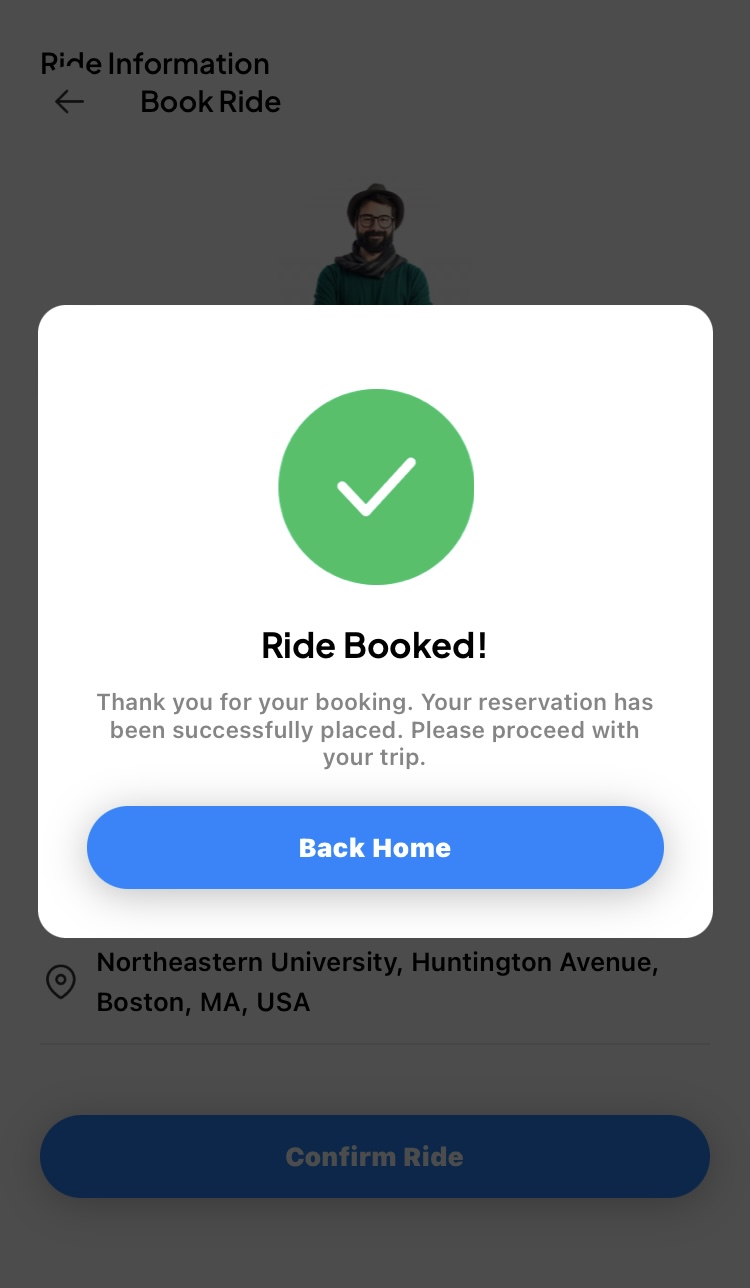 Ride Information
Book Ride
Ride Booked!
Thank you for your booking. Your reservation has
been successfully placed. Please proceed with
your trip.
Back Home
Northeastern University, Huntington Avenue,
Boston, MA, USA
Confirm Ride